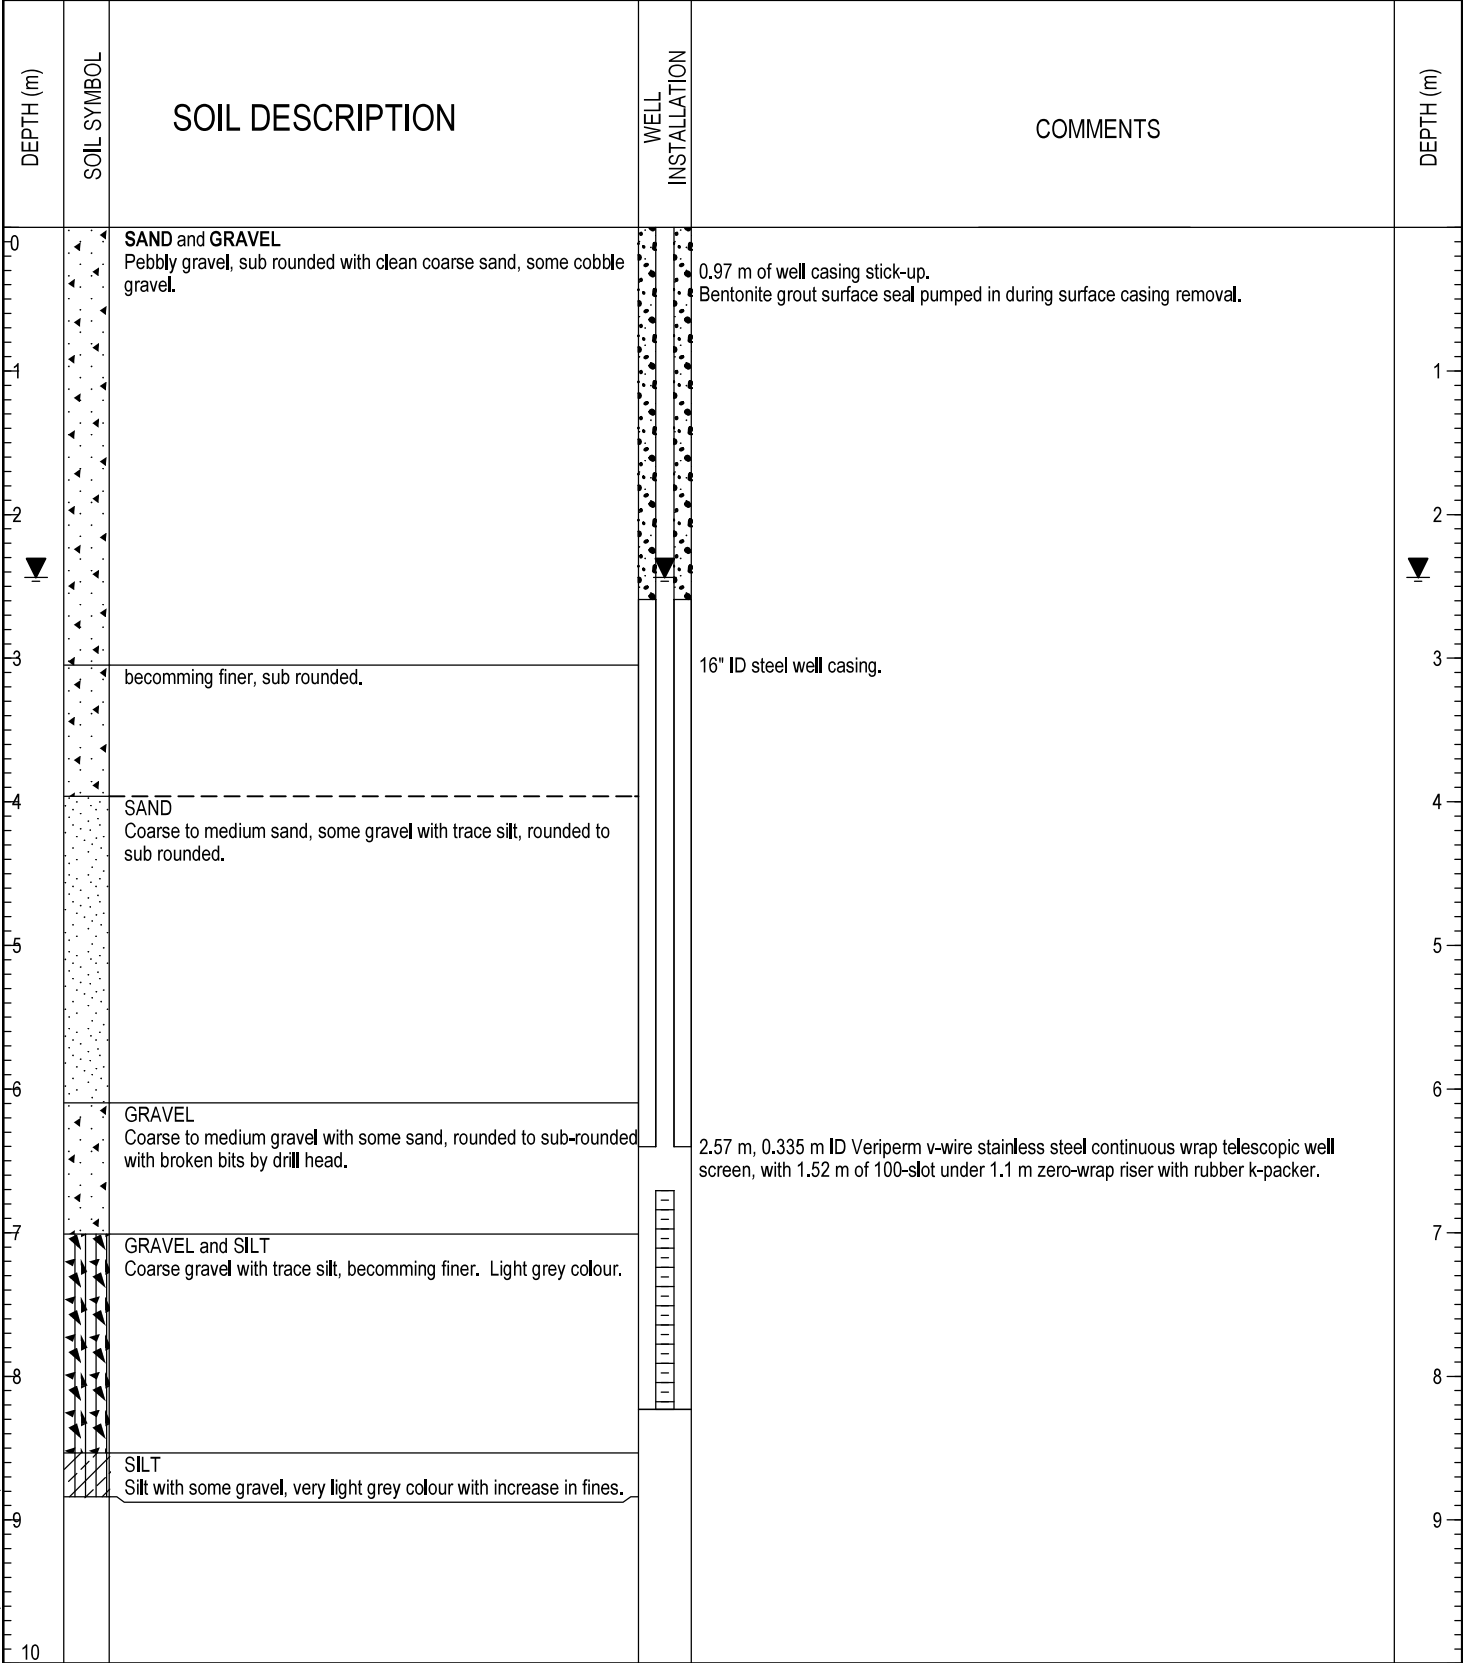 DEPTH (m)
SOIL SYMBOL
SOIL DESCRIPTION
WELL
INSTALLATION
COMMENTS
DEPTH (m)
0
SAND and GRAVEL
Pebbly gravel, sub rounded with clean coarse sand, some cobble
gravel.
0.97 m of well casing stick-up.
Bentonite grout surface seal pumped in during surface casing removal.
1
1
2
2
3
becomming finer, sub rounded.
16" ID steel well casing.
3
4
SAND
Coarse to medium sand, some gravel with trace silt, rounded to
sub rounded.
4
5
5
6
6
GRAVEL
Coarse to medium gravel with some sand, rounded to sub-rounded
with broken bits by drill head.
2.57 m, 0.335 m ID Veriperm v-wire stainless steel continuous wrap telescopic well
screen, with 1.52 m of 100-slot under 1.1 m zero-wrap riser with rubber k-packer.
7
7
GRAVEL and SILT
Coarse gravel with trace silt, becomming finer. Light grey colour.
8
8
SILT
Silt with some gravel, very light grey colour with increase in fines.
9
9
10